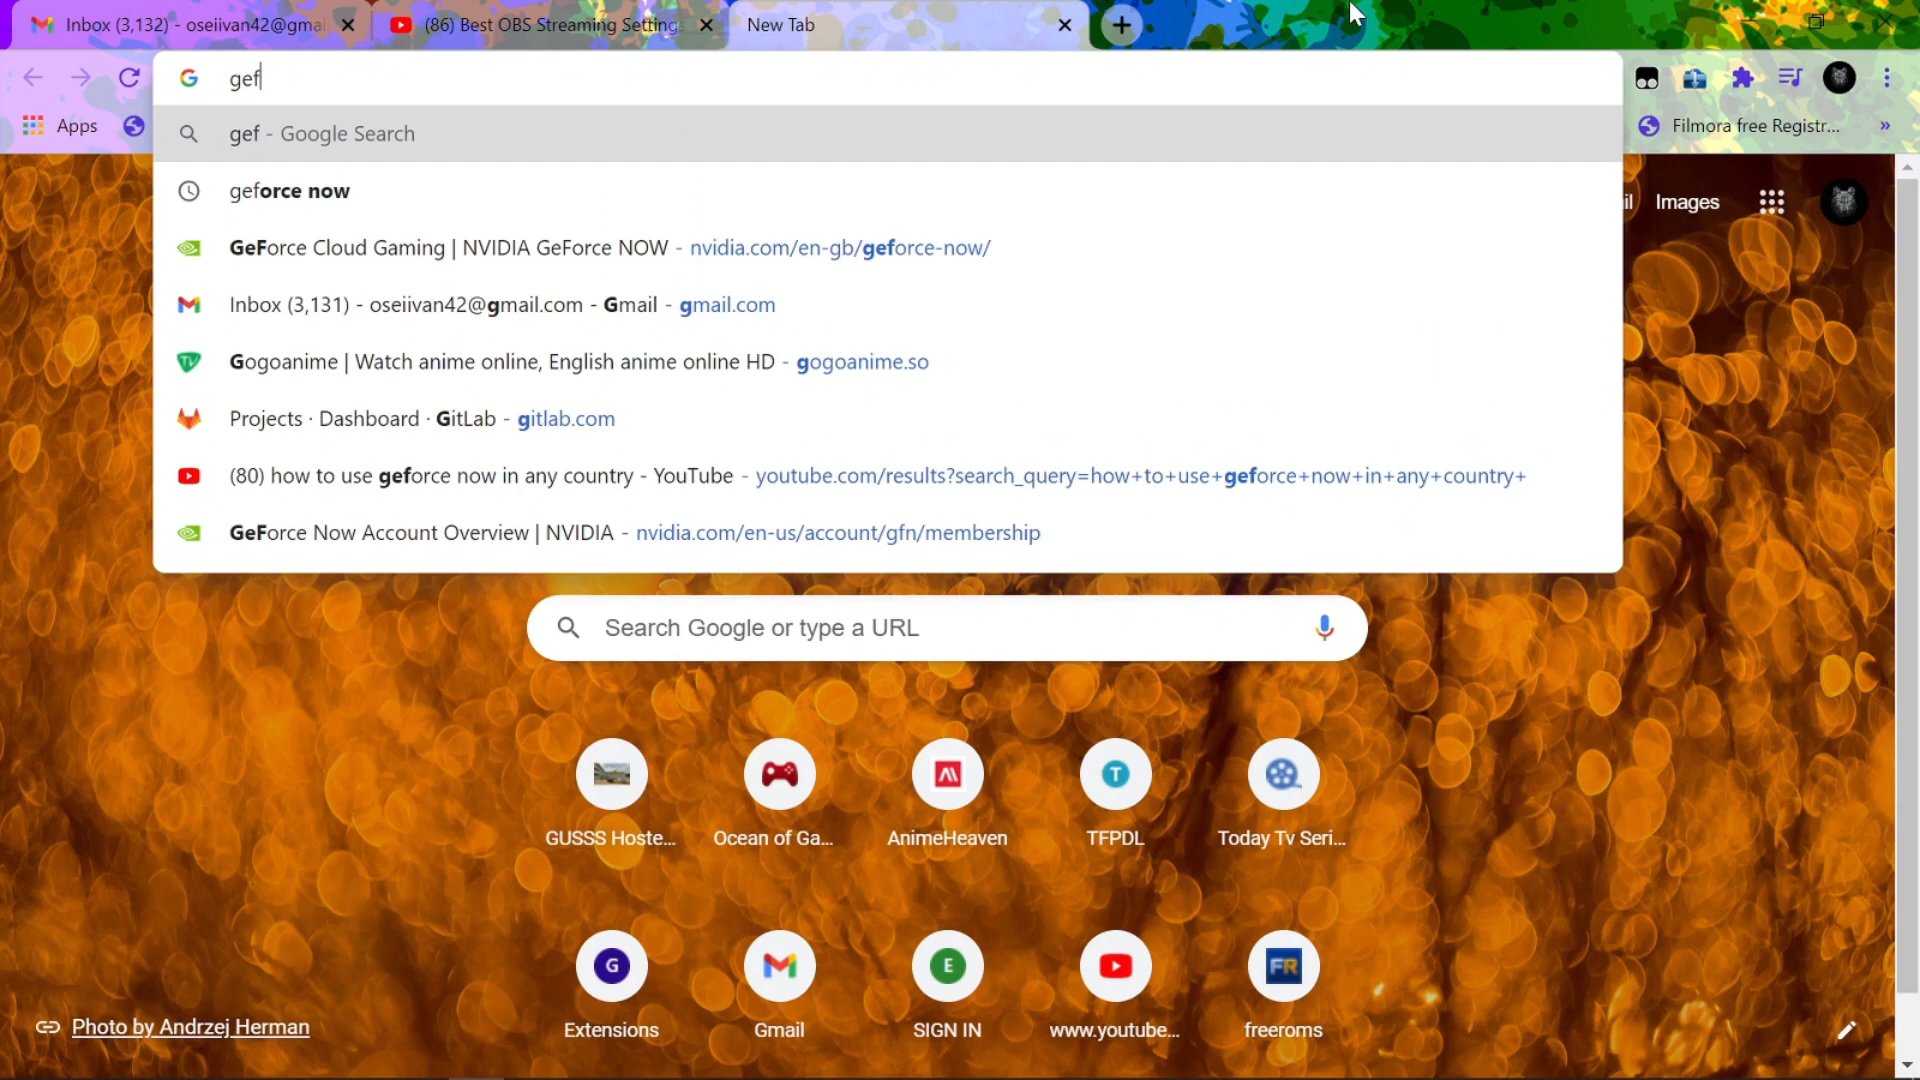 Inbox (3,132) - oseiivan42@gmai
(86) Best OBS Streaming Settings
New Tab
gef
Apps
Filmora free Registr...
»
gef - Google Search
geforce now
GeForce Cloud Gaming | NVIDIA GeForce NOW - nvidia.com/en-gb/geforce-now/
Inbox (3,131) - oseiivan42@gmail.com - Gmail - gmail.com
Gogoanime | Watch anime online, English anime online HD - gogoanime.so
Projects · Dashboard · GitLab - gitlab.com
(80) how to use geforce now in any country - YouTube - youtube.com/results?search_query=how+to+use+geforce+now+in+any+country+
GeForce Now Account Overview | NVIDIA - nvidia.com/en-us/account/gfn/membership
il Images
Search Google or type a URL
GUSSS Hoste...
Ocean of Ga...
AnimeHeaven
T
TFPDL
Today Tv Seri...
G
Extensions
Gmail
E
SIGN IN
www.youtube...
FR
freeroms
Photo by Andrzej Herman